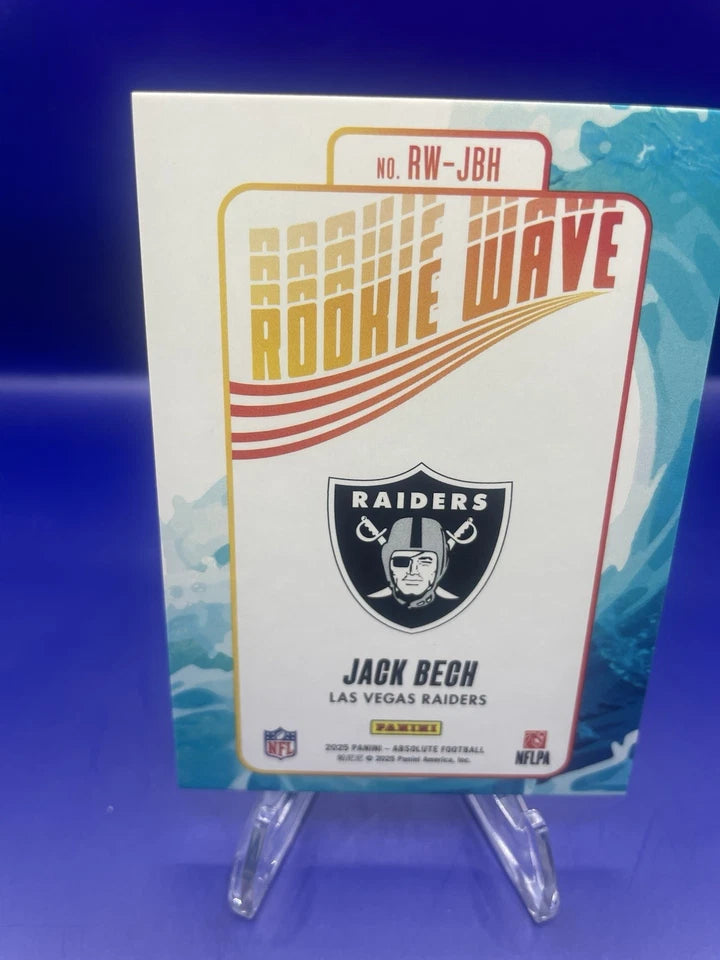 NO. RW-JBH
ROOKIE WAVE
RAIDERS
JACK BECH
LAS VEGAS RAIDERS
PANINI
NFL
2025 PANINI – ABSOLUTE FOOTBALL
© 2025 Panini America, Inc.
NFLPA